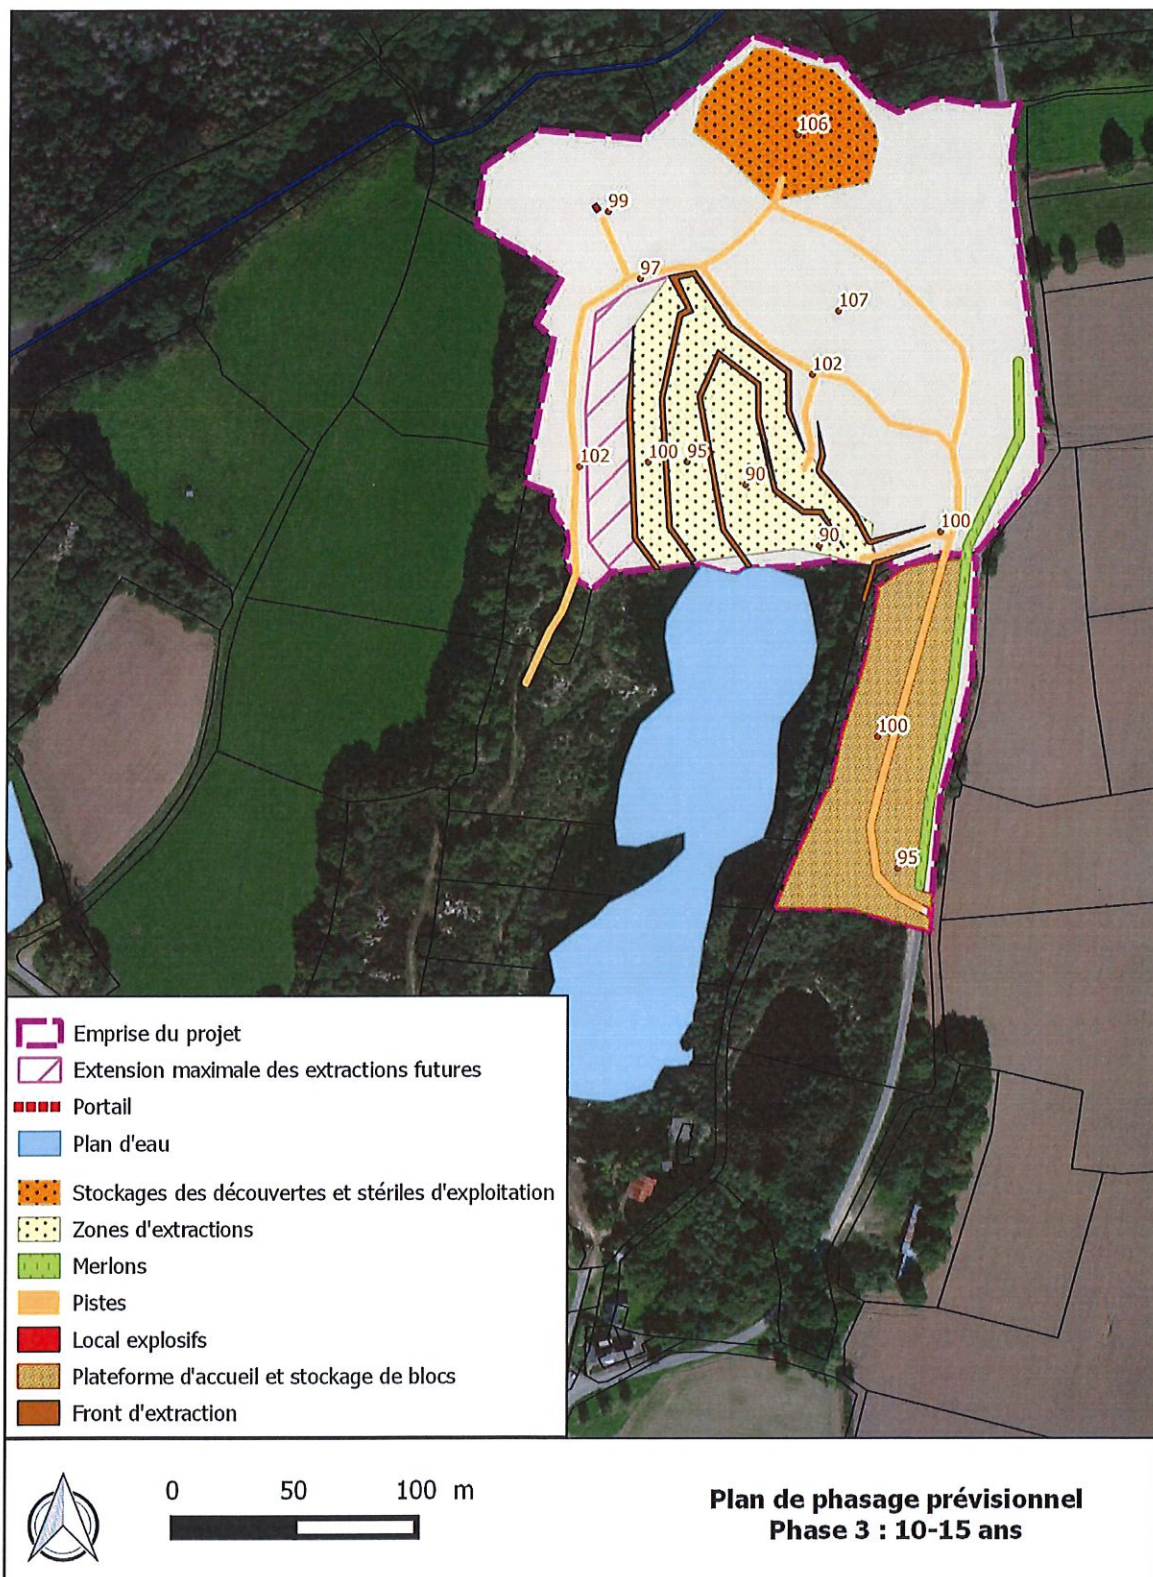 106
99
97
107
102
102
100
95
90
90
100
100
95
Emprise du projet
Extension maximale des extractions futures
Portail
Plan d'eau
Stockages des découvertes et stériles d'exploitation
Zones d'extractions
Merlons
Pistes
Local explosifs
Plateforme d'accueil et stockage de blocs
Front d'extraction
0 50 100 m
Plan de phasage prévisionnel
Phase 3 : 10-15 ans